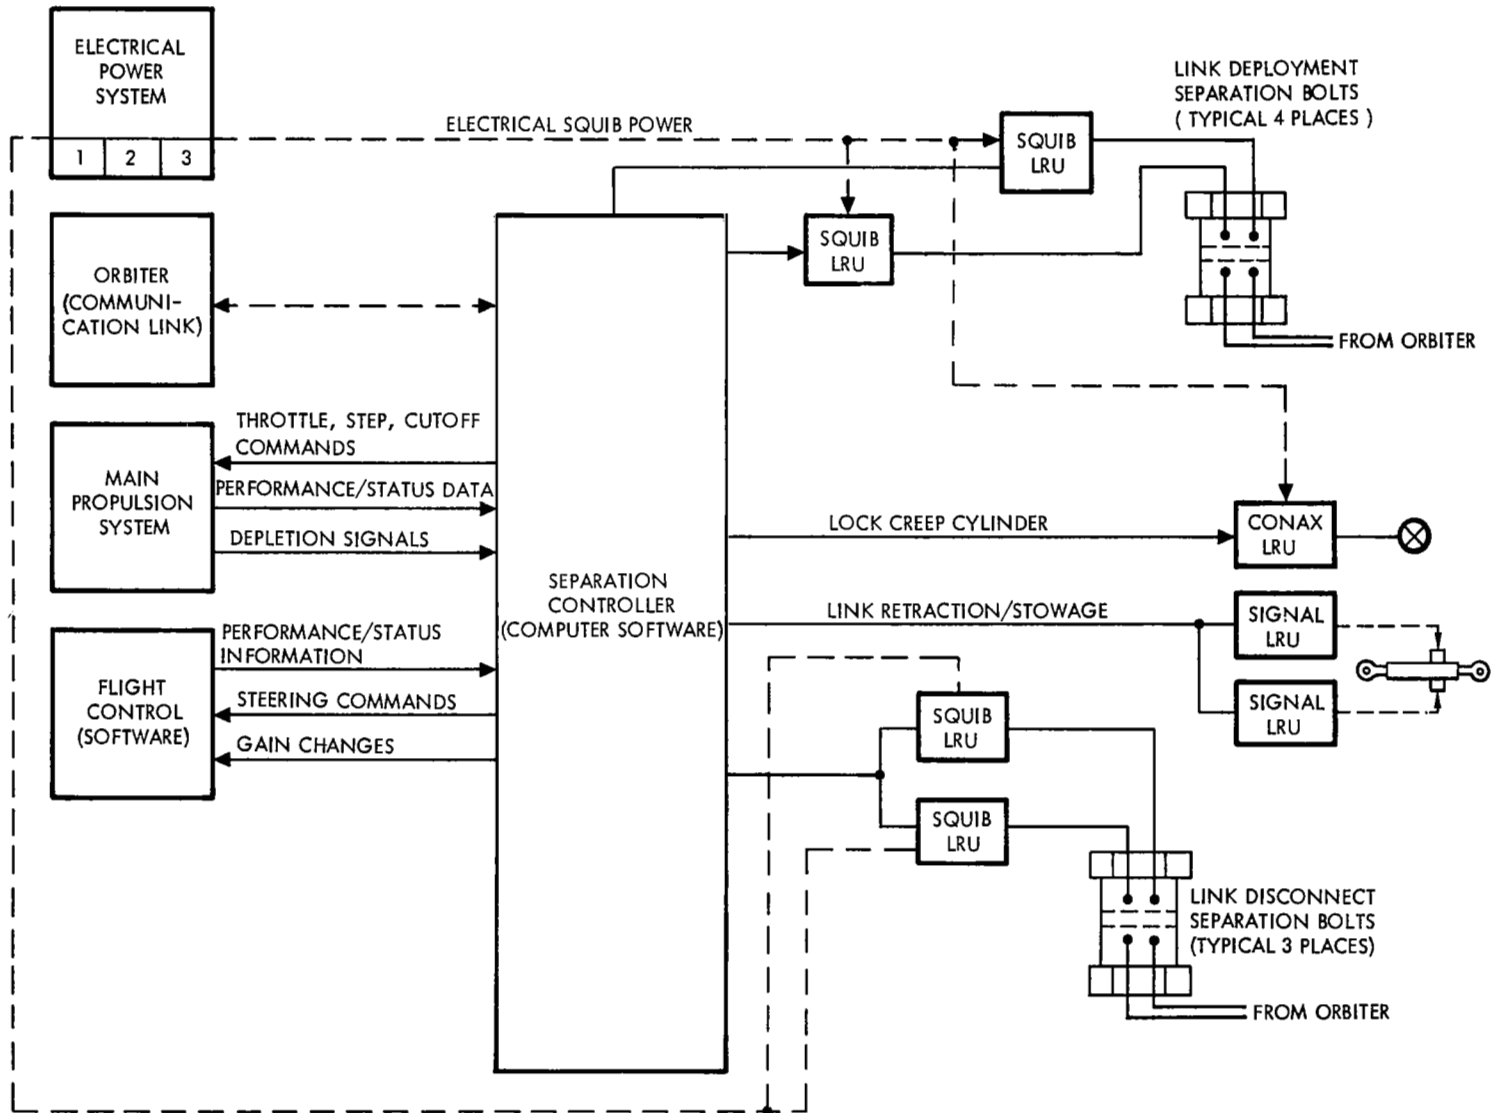 ELECTRICAL
POWER
SYSTEM
1 2 3
ELECTRICAL SQUIB POWER
SQUIB
LRU
LINK DEPLOYMENT
SEPARATION BOLTS
( TYPICAL 4 PLACES )
ORBITER
(COMMUNI-
CATION LINK)
SQUIB
LRU
FROM ORBITER
MAIN
PROPULSION
SYSTEM
THROTTLE, STEP, CUTOFF
COMMANDS
PERFORMANCE/STATUS DATA
DEPLETION SIGNALS
SEPARATION
CONTROLLER
(COMPUTER SOFTWARE)
LOCK CREEP CYLINDER
CONAX
LRU
LINK RETRACTION/STOWAGE
SIGNAL
LRU
SIGNAL
LRU
FLIGHT
CONTROL
(SOFTWARE)
PERFORMANCE/STATUS
INFORMATION
STEERING COMMANDS
GAIN CHANGES
SQUIB
LRU
SQUIB
LRU
LINK DISCONNECT
SEPARATION BOLTS
(TYPICAL 3 PLACES)
FROM ORBITER